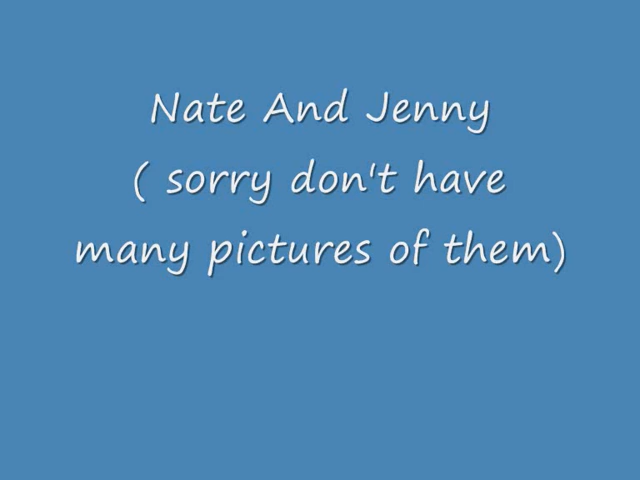 Nate And Jenny
( sorry don't have
many pictures of them)